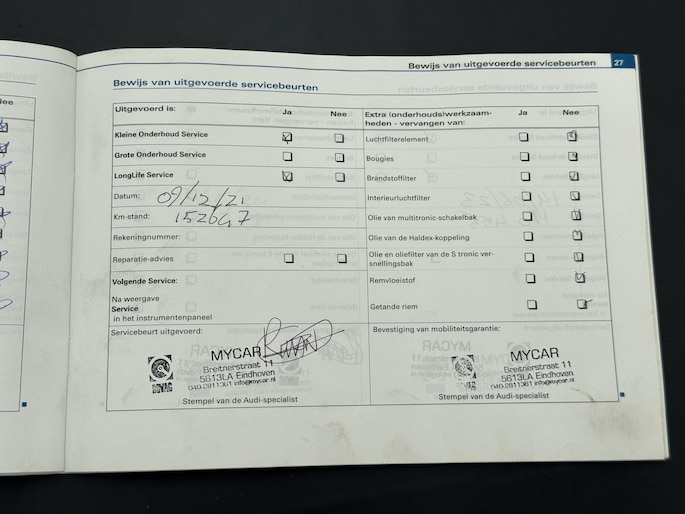 Bewijs van uitgevoerde servicebeurten 27
Bewijs van uitgevoerde servicebeurten
Uitgevoerd is: Ja Nee
Kleine Onderhoud Service
Grote Onderhoud Service
LongLife Service
Datum: 09/12/21
Km-stand: 152647
Rekeningnummer:
Reparatie-advies
Volgende Service:
Na weergave
Service
in het instrumentenpaneel
Servicebeurt uitgevoerd:
MYCAR
Breitnerstraat 11
5613LA Eindhoven
040-2811361 info@mycar.nl
BOVAG
Stempel van de Audi-specialist
Extra (onderhouds)werkzaam-
heden - vervangen van: Ja Nee
Luchtfilterelement
Bougies
Brandstoffilter
Interieurluchtfilter
Olie van multitronic-schakelbak
Olie van de Haldex-koppeling
Olie en oliefilter van de S tronic ver-
snellingsbak
Remvloeistof
Getande riem
Bevestiging van mobiliteitsgarantie:
MYCAR
Breitnerstraat 11
5613LA Eindhoven
040-2811361 info@mycar.nl
Stempel van de Audi-specialist